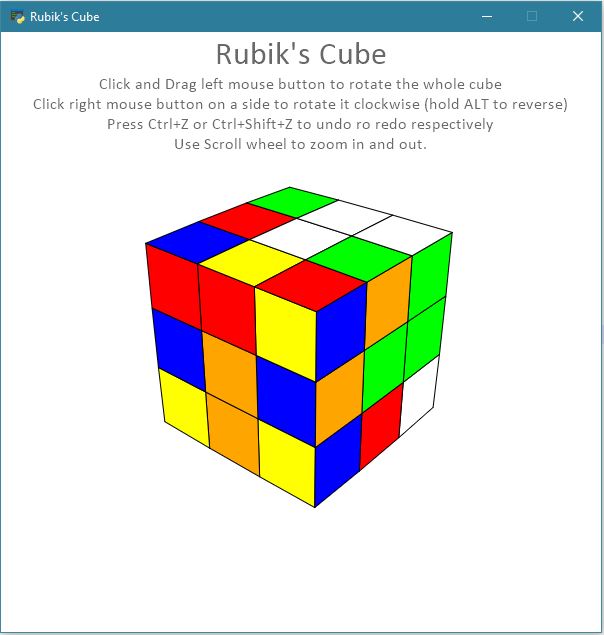 Rubik's Cube
Rubik's Cube
Click and Drag left mouse button to rotate the whole cube
Click right mouse button on a side to rotate it clockwise (hold ALT to reverse)
Press Ctrl+Z or Ctrl+Shift+Z to undo ro redo respectively
Use Scroll wheel to zoom in and out.